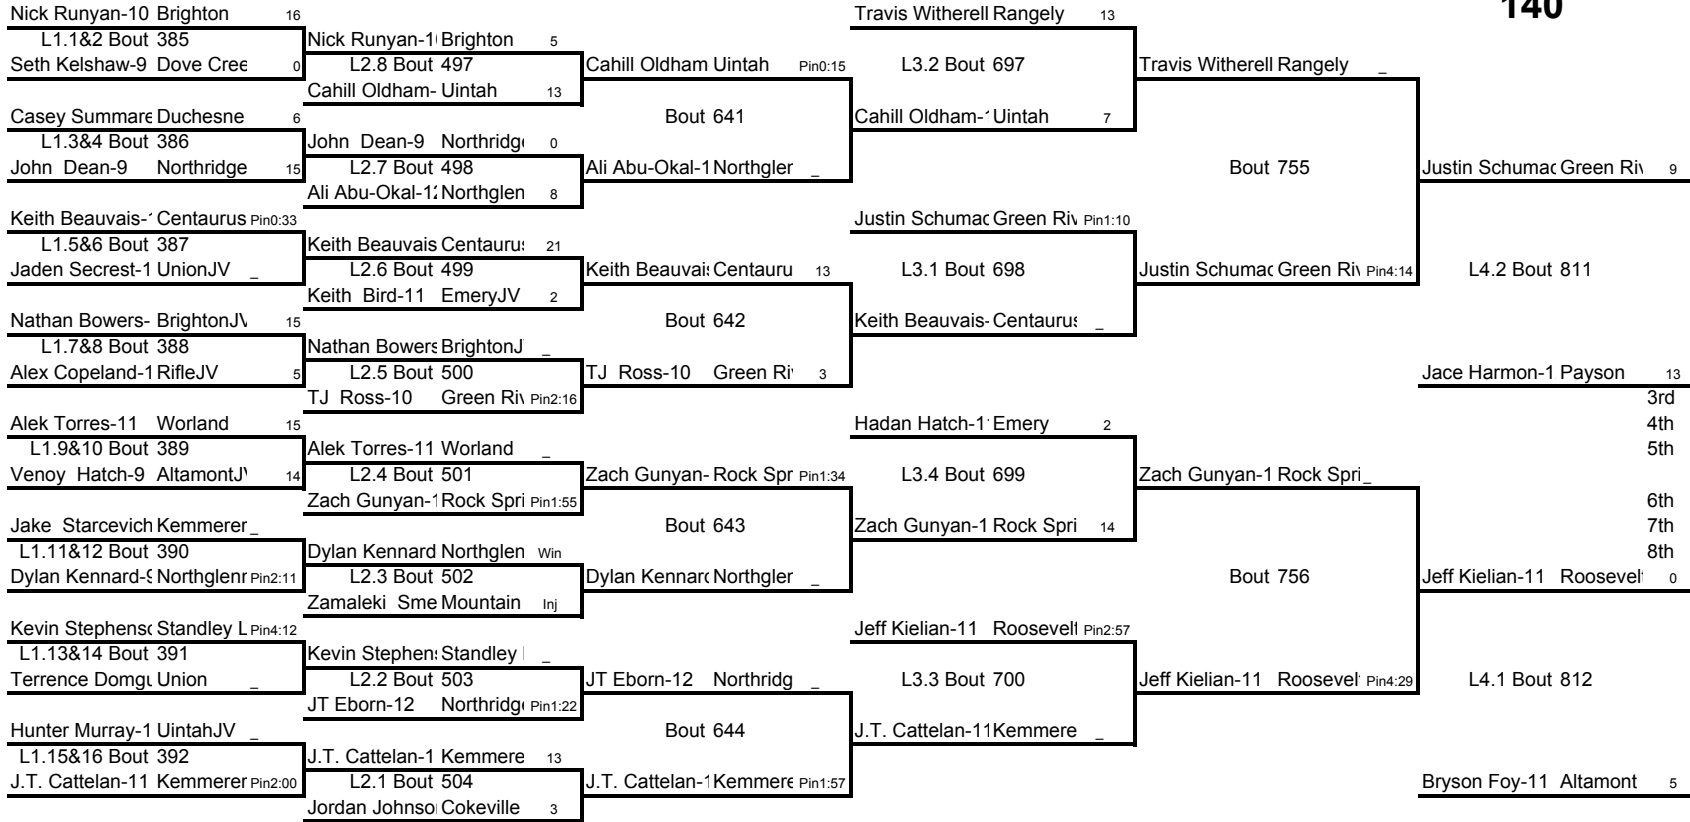 140
Nick Runyan-10 Brighton 16
L1.1&2 Bout 385
Seth Kelshaw-9 Dove Cree 0
Casey Summare Duchesne 6
L1.3&4 Bout 386
John Dean-9 Northridge 15
Keith Beauvais- Centaurus Pin0:33
L1.5&6 Bout 387
Jaden Secrest-1 UnionJV _
Nathan Bowers- BrightonJV 15
L1.7&8 Bout 388
Alex Copeland-1 RifleJV 5
Alek Torres-11 Worland 15
L1.9&10 Bout 389
Venoy Hatch-9 AltamontJV 14
Jake Starcevich Kemmerer _
L1.11&12 Bout 390
Dylan Kennard-9 Northglenn Pin2:11
Kevin Stephenso Standley L Pin4:12
L1.13&14 Bout 391
Terrence Domgu Union _
Hunter Murray-1 UintahJV _
L1.15&16 Bout 392
J.T. Cattelan-11 Kemmerer Pin2:00
Nick Runyan-1 Brighton 5
L2.8 Bout 497
Cahill Oldham- Uintah 13
John Dean-9 Northridge 0
L2.7 Bout 498
Ali Abu-Okal-12 Northglen 8
Keith Beauvais Centaurus 21
L2.6 Bout 499
Keith Bird-11 EmeryJV 2
Nathan Bowers BrightonJ _
L2.5 Bout 500
TJ Ross-10 Green Riv Pin2:16
Alek Torres-11 Worland _
L2.4 Bout 501
Zach Gunyan-1 Rock Spri Pin1:55
Dylan Kennard Northglen Win
L2.3 Bout 502
Zamaleki Sme Mountain Inj
Kevin Stephens Standley _
L2.2 Bout 503
JT Eborn-12 Northridge Pin1:22
J.T. Cattelan-1 Kemmere 13
L2.1 Bout 504
Jordan Johnso Cokeville 3
Cahill Oldham Uintah Pin0:15
Bout 641
Ali Abu-Okal-1 Northgler _
Keith Beauvais Centauru 13
Bout 642
TJ Ross-10 Green Riv 3
Zach Gunyan- Rock Spr Pin1:34
Bout 643
Dylan Kennard Northgler _
JT Eborn-12 Northridg _
Bout 644
J.T. Cattelan-1 Kemmere Pin1:57
Travis Witherell Rangely 13
L3.2 Bout 697
Cahill Oldham-1 Uintah 7
Justin Schumac Green Riv Pin1:10
L3.1 Bout 698
Keith Beauvais- Centaurus _
Hadan Hatch-11 Emery 2
L3.4 Bout 699
Zach Gunyan-1 Rock Spri 14
Jeff Kielian-11 Roosevelt Pin2:57
L3.3 Bout 700
J.T. Cattelan-11 Kemmere _
Travis Witherell Rangely _
Bout 755
Justin Schumac Green Riv Pin4:14
Zach Gunyan-1 Rock Spri _
Bout 756
Jeff Kielian-11 Roosevel Pin4:29
Justin Schumac Green Riv 9
L4.2 Bout 811
Jace Harmon-1 Payson 13
3rd
4th
5th
6th
7th
8th
Jeff Kielian-11 Roosevelt 0
L4.1 Bout 812
Bryson Foy-11 Altamont 5